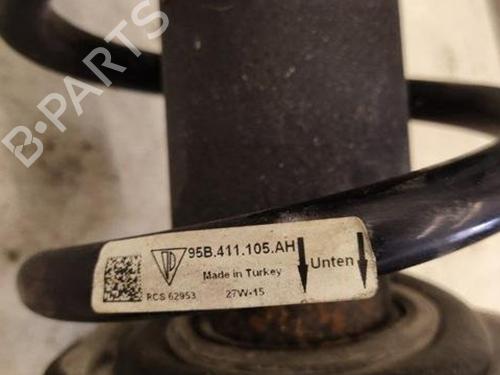 B-PARTS
95B.411.105.AH
Made in Turkey
Unten
RCS 62953
27W-15